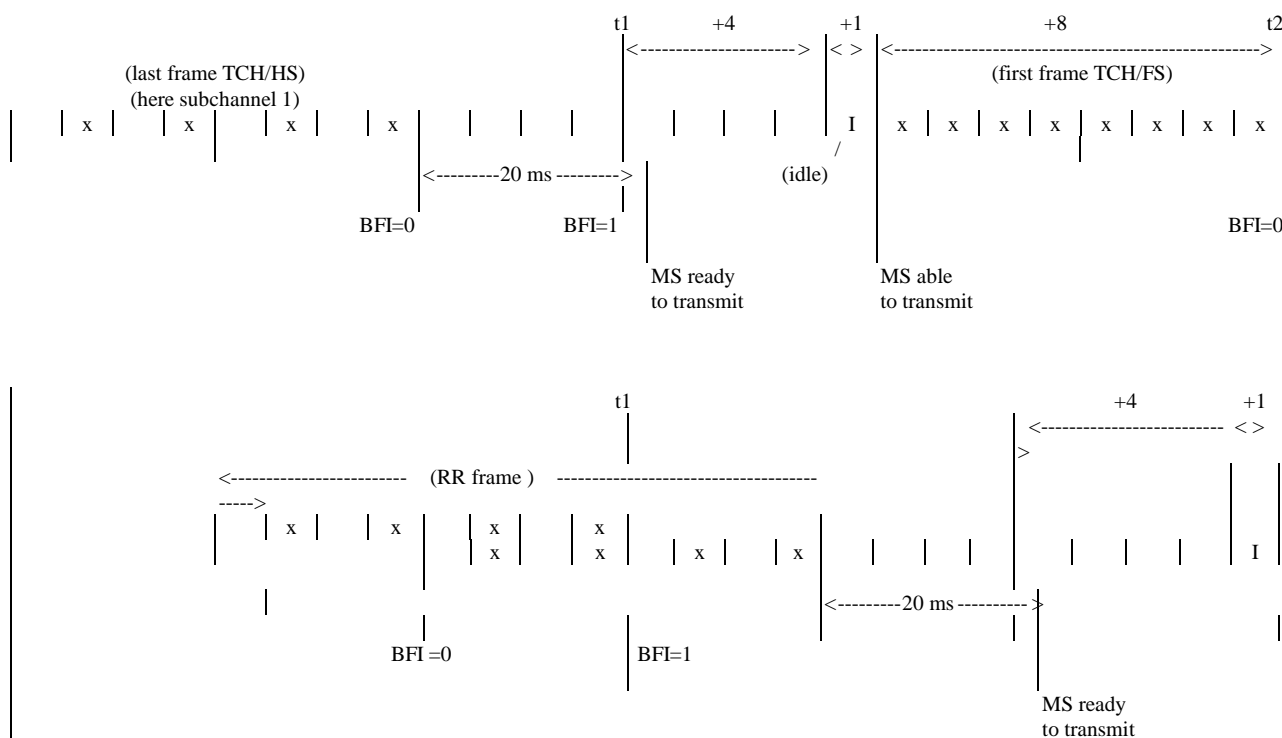 t1 +4 +1 +8 t2
<-----------------------> < > <----------------------------------------------->
(last frame TCH/HS) (first frame TCH/FS)
(here subchannel 1)
x x x x I x x x x x x x x
/
<---------20 ms ---------> (idle)
BFI=0 BFI=1 BFI=0
MS ready MS able
to transmit to transmit
t1 +4 +1
<------------------------- < >
>
<------------------------ (RR frame ) ----------------------------------
----->
x x x x
x x x x I
<---------20 ms ---------->
BFI =0 BFI=1
MS ready
to transmit